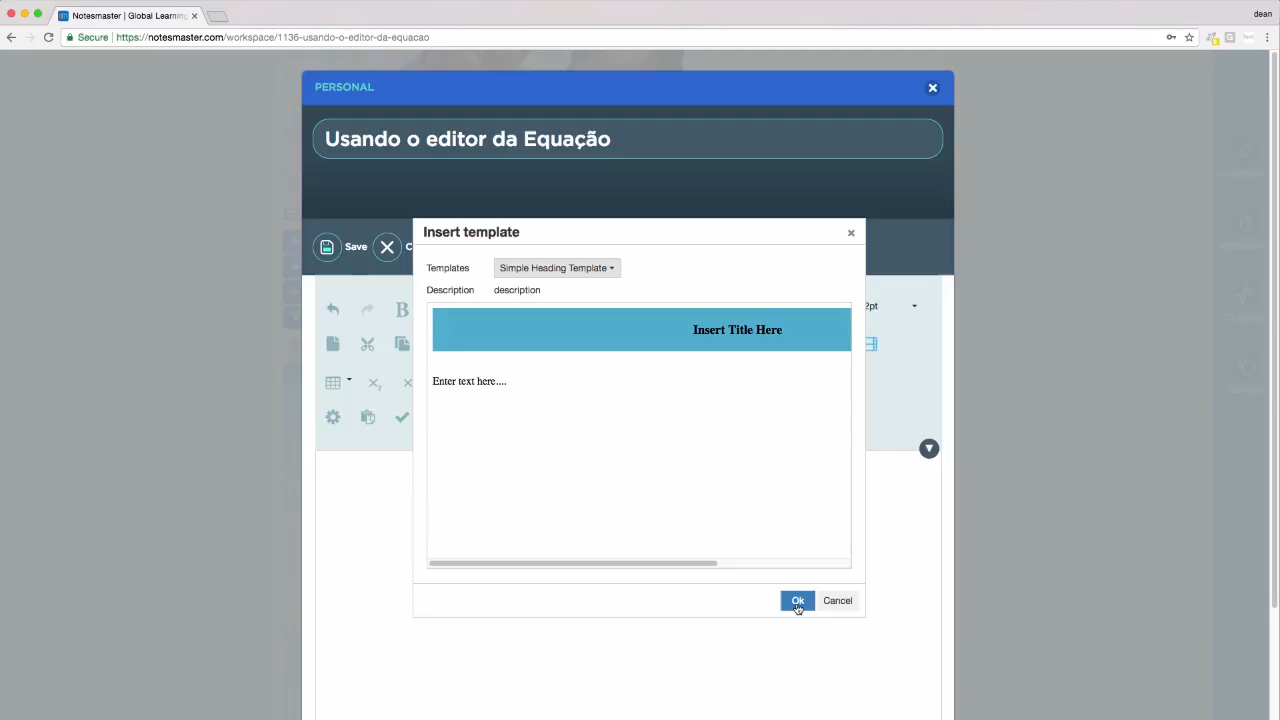 Notesmaster | Global Learning
dean
Secure | https://notesmaster.com/workspace/1136-usando-o-editor-da-equacao
PERSONAL
Usando o editor da Equação
Insert template
Save
C
Templates
Simple Heading Template
Description
description
2pt
B
Insert Title Here
Enter text here....
Ok
Cancel